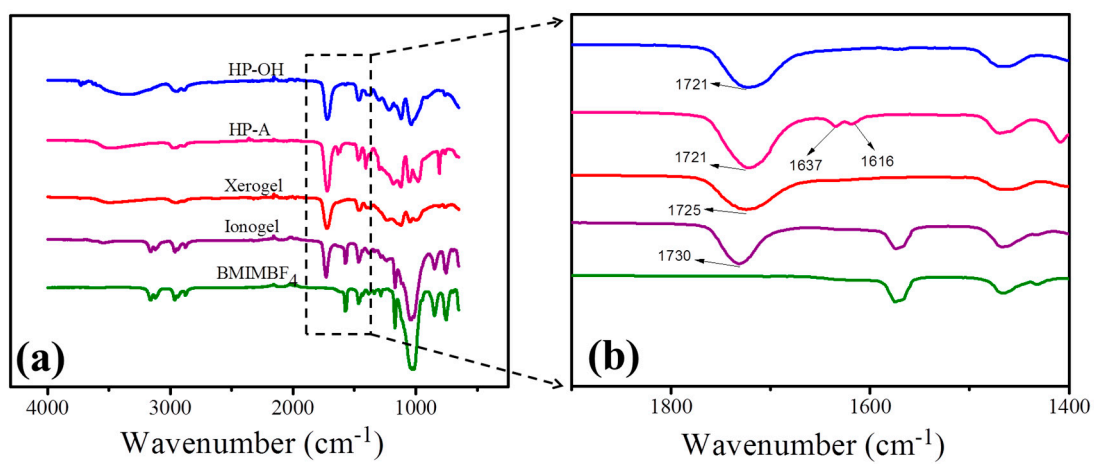 HP-OH
HP-A
Xerogel
Ionogel
BMIMBF4
(a)
4000 3000 2000 1000
Wavenumber (cm-1)
1721
1637 1616
1721
1725
1730
(b)
1800 1600 1400
Wavenumber (cm-1)